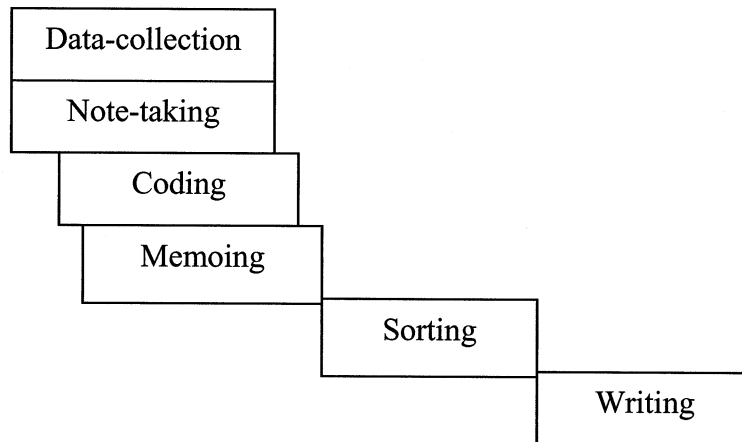 Data-collection
Note-taking
Coding
Memoing
Sorting
Writing